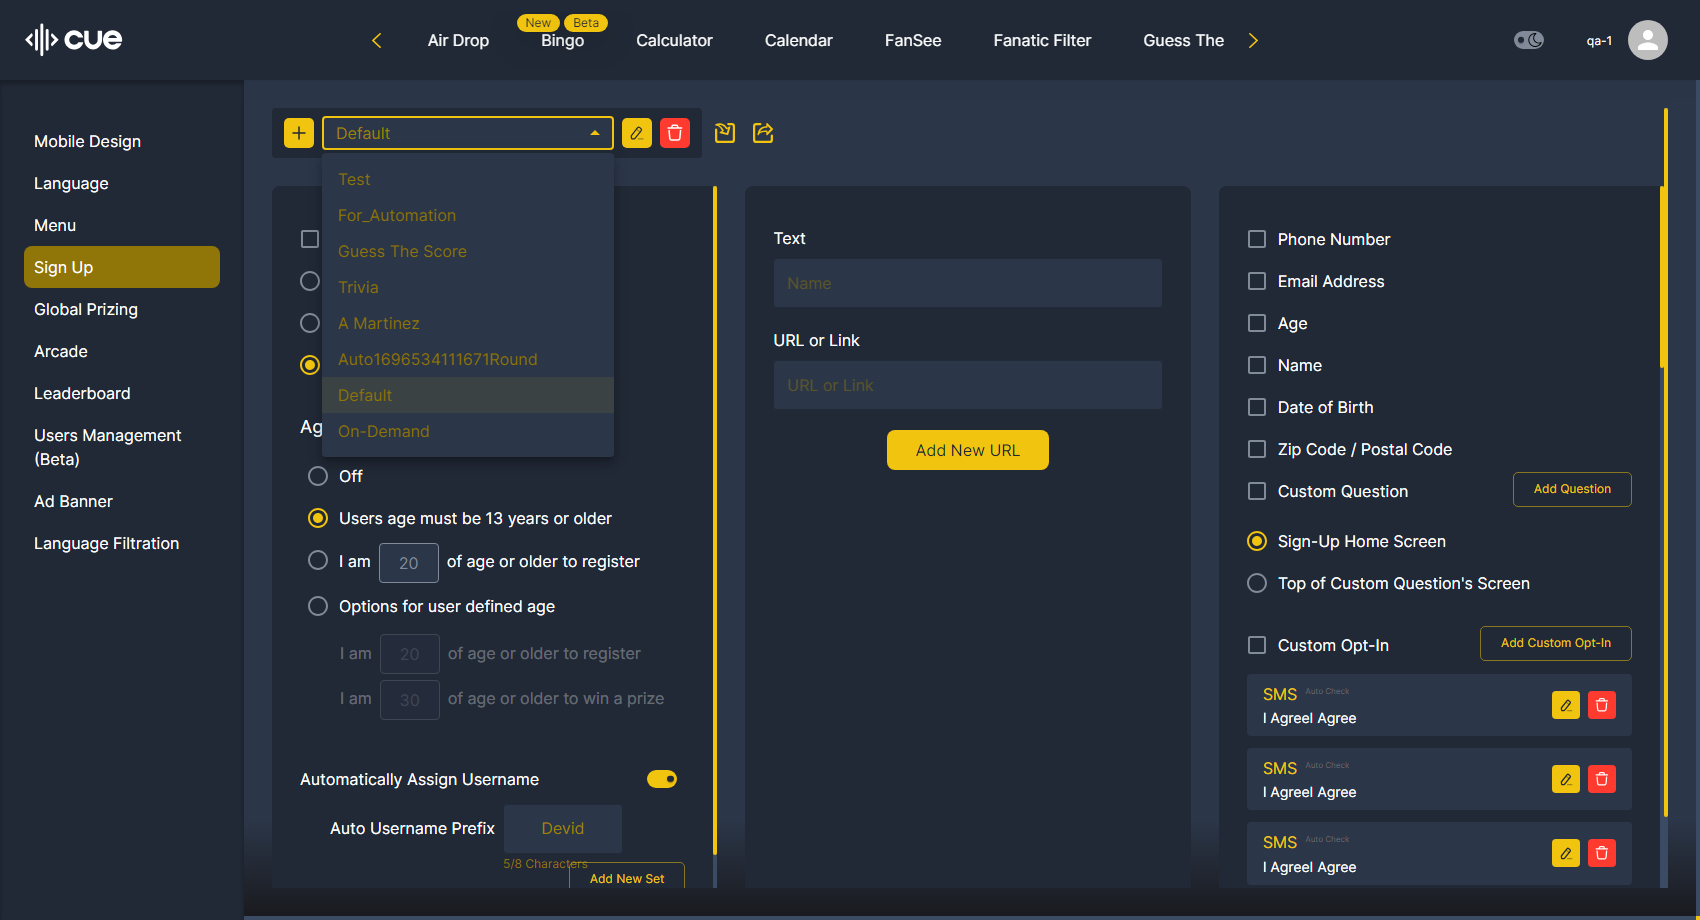 cue
Air Drop
New
Beta
Bingo
Calculator
Calendar
FanSee
Fanatic Filter
Guess The
qa-1
Mobile Design
Language
Menu
Sign Up
Global Prizing
Arcade
Leaderboard
Users Management
(Beta)
Ad Banner
Language Filtration
Default
Test
For_Automation
Guess The Score
Trivia
A Martinez
Auto1696534111671Round
Default
On-Demand
Ag
Off
Users age must be 13 years or older
I am 20 of age or older to register
Options for user defined age
I am 20 of age or older to register
I am 30 of age or older to win a prize
Automatically Assign Username
Auto Username Prefix Devid
5/8 Characters
Add New Set
Text
Name
URL or Link
URL or Link
Add New URL
Phone Number
Email Address
Age
Name
Date of Birth
Zip Code / Postal Code
Custom Question Add Question
Sign-Up Home Screen
Top of Custom Question's Screen
Custom Opt-In Add Custom Opt-In
SMS Auto Check
I AgreeI Agree
SMS Auto Check
I AgreeI Agree
SMS Auto Check
I AgreeI Agree